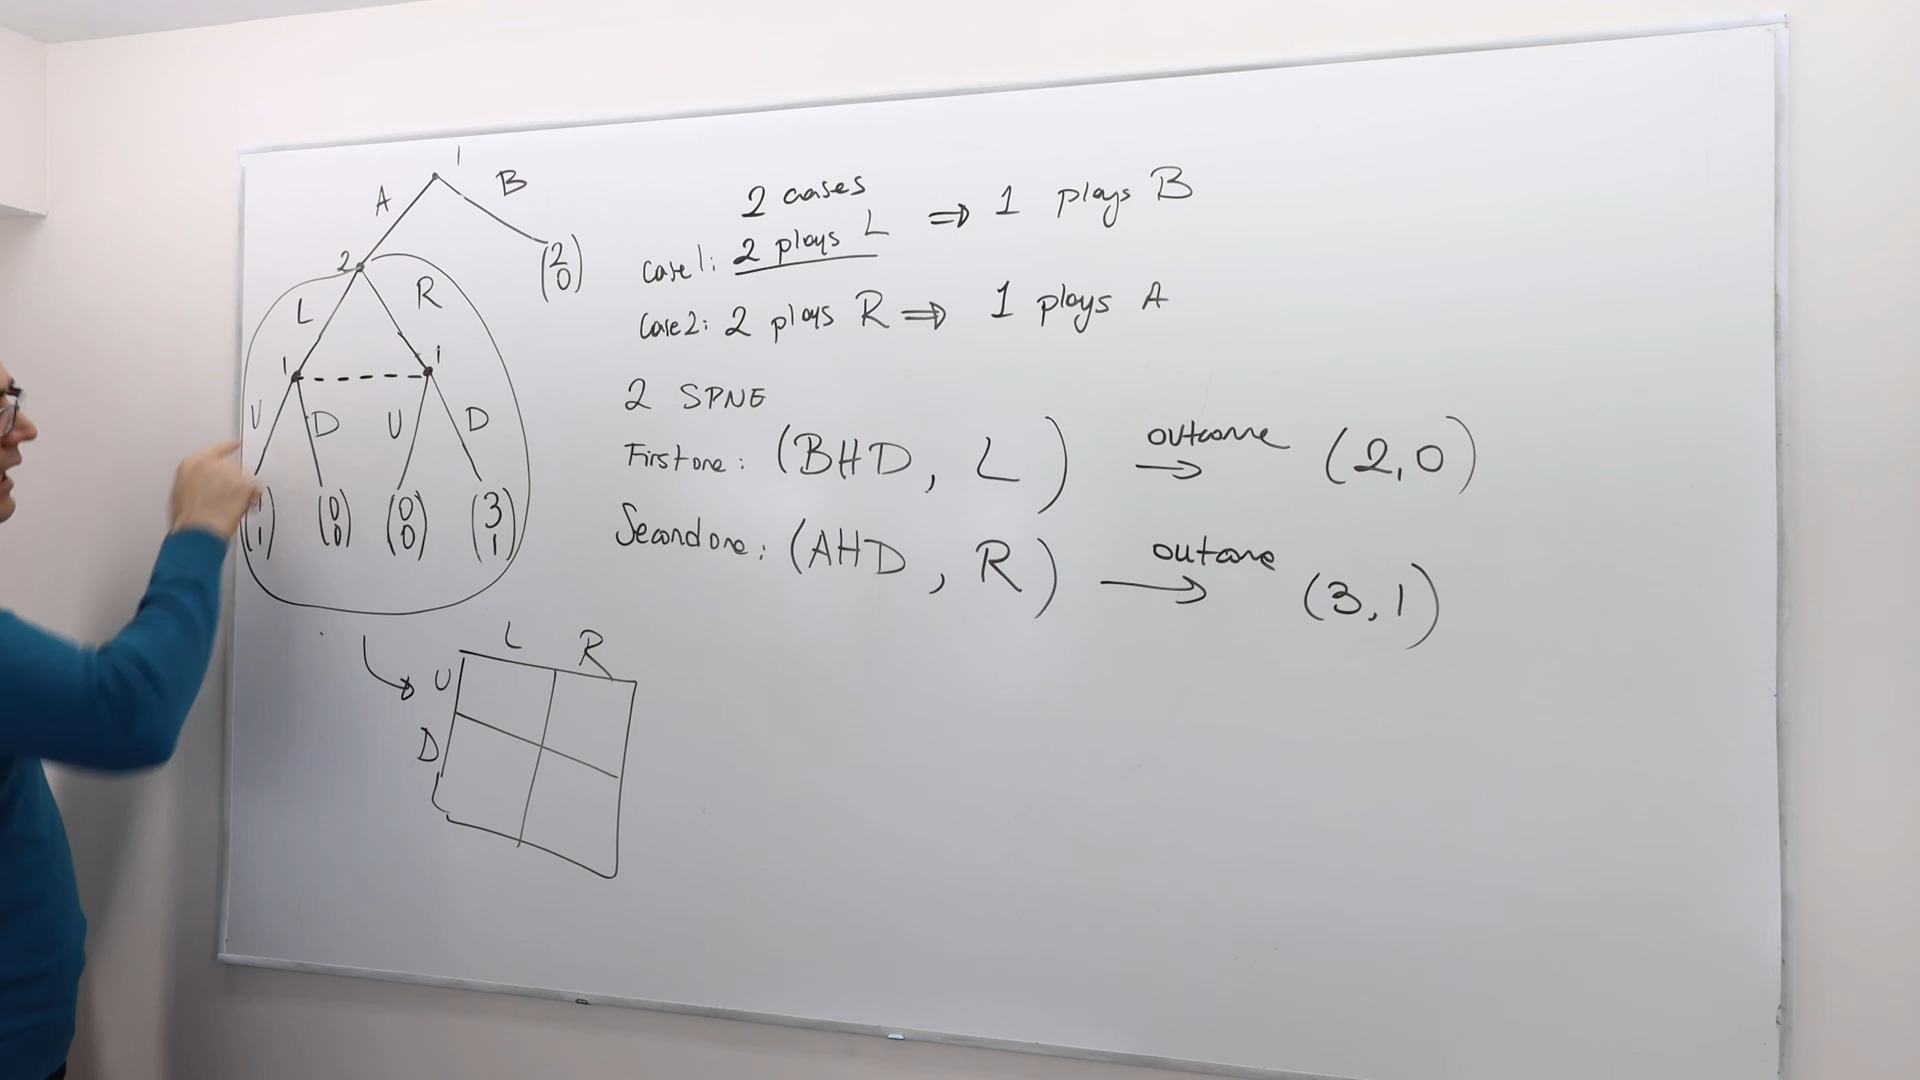 1
A B
2
(2 0)
L R
1 1
U D U D
1 (0 0) (0 0) (3 1)
2 cases
Case 1: 2 plays L ⇒ 1 plays B
Case 2: 2 plays R ⇒ 1 plays A
2 SPNE
First one: (BHD, L) → outcome (2,0)
Second one: (AHD, R) → outcome (3,1)
L R
U
D